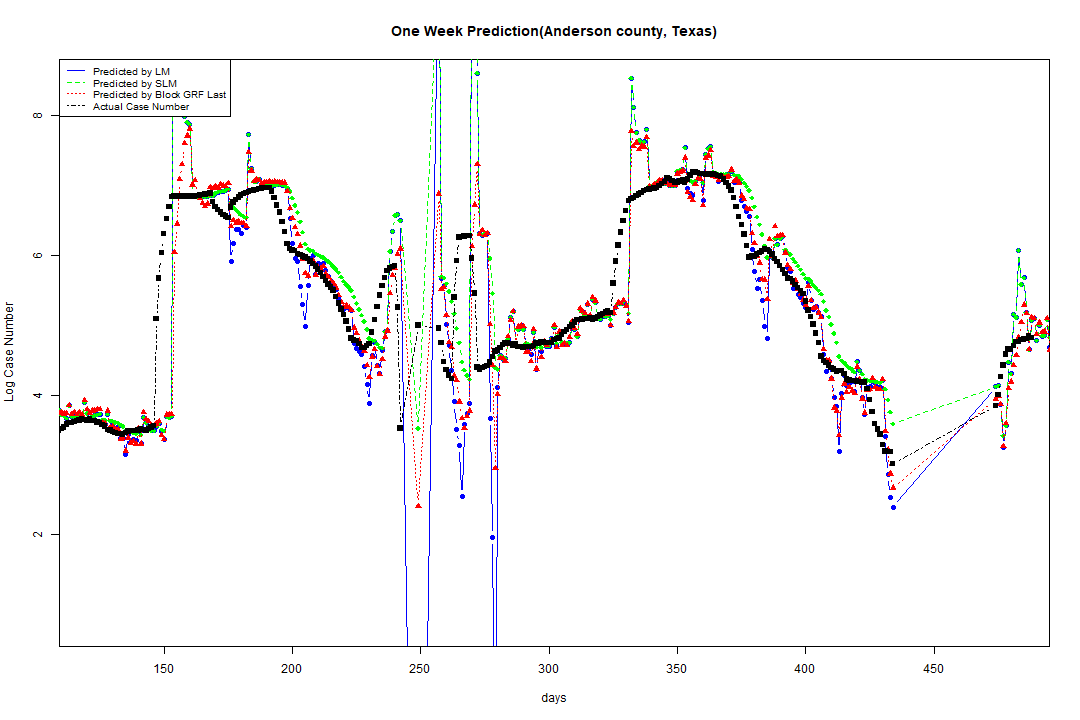 One Week Prediction(Anderson county, Texas)
Predicted by LM
Predicted by SLM
Predicted by Block GRF Last
Actual Case Number
8
6
4
2
Log Case Number
150 200 250 300 350 400 450
days